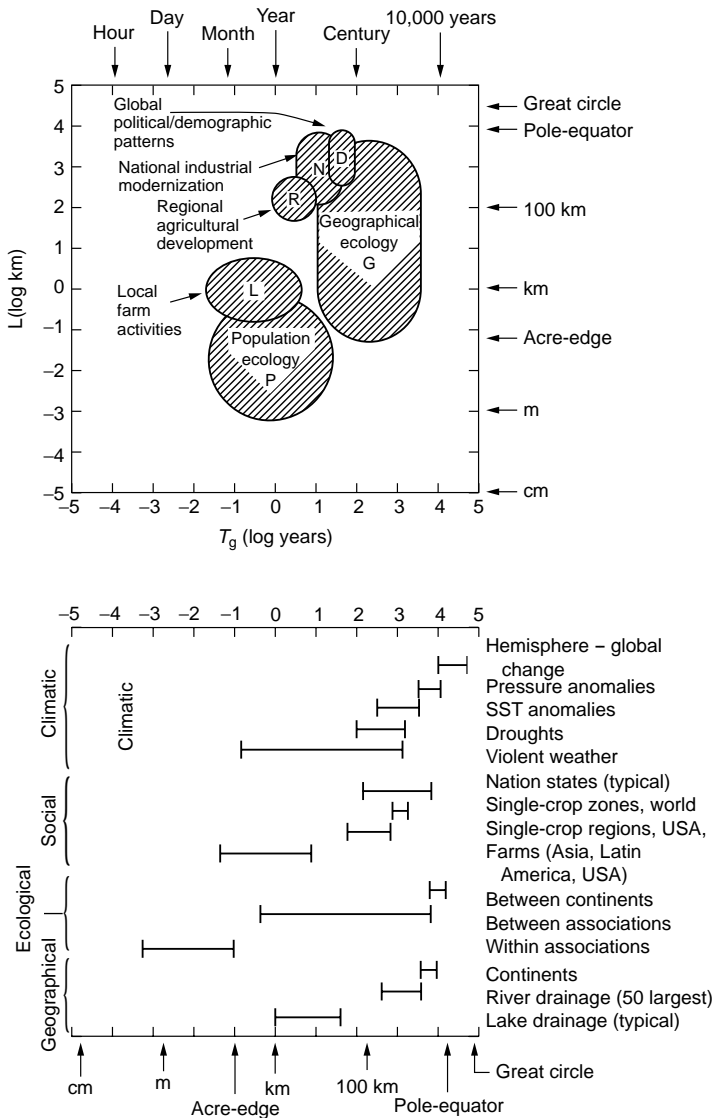 Hour
Day
Month
Year
Century
10,000 years
5
4
3
2
1
0
−1
−2
−3
−4
−5
L(log km)
Global
political/demographic
patterns
National industrial
modernization
Regional
agricultural
development
Local
farm
activities
N
D
R
L
Geographical
ecology
G
Population
ecology
P
Great circle
Pole-equator
100 km
km
Acre-edge
m
cm
−5 −4 −3 −2 −1 0 1 2 3 4 5
Tg (log years)
−5 −4 −3 −2 −1 0 1 2 3 4 5
Climatic
Climatic
Hemisphere – global
change
Pressure anomalies
SST anomalies
Droughts
Violent weather
Social
Nation states (typical)
Single-crop zones, world
Single-crop regions, USA,
Farms (Asia, Latin
America, USA)
Ecological
Between continents
Between associations
Within associations
Geographical
Continents
River drainage (50 largest)
Lake drainage (typical)
cm
m
Acre-edge
km
100 km
Pole-equator
Great circle